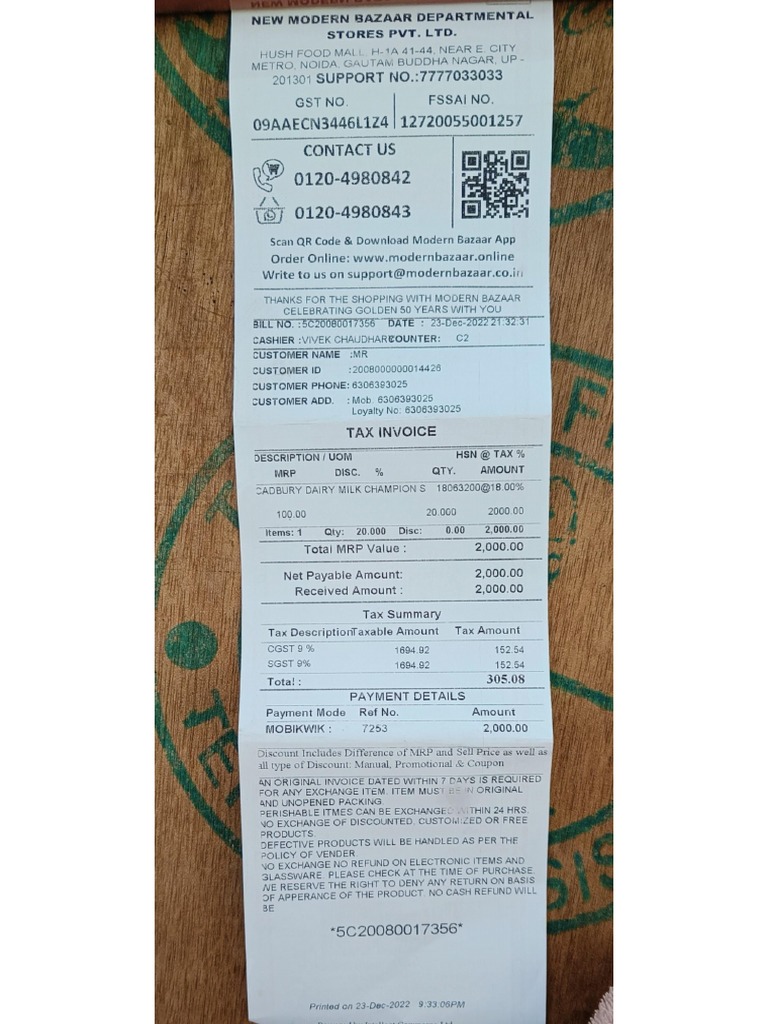 NEW MODERN BAZAAR DEPARTMENTAL
STORES PVT. LTD.
HUSH FOOD MALL, H-1A 41-44, NEAR E. CITY
METRO, NOIDA, GAUTAM BUDDHA NAGAR, UP -
201301 SUPPORT NO.:7777033033
GST NO. FSSAI NO.
09AAECN3446L1Z4 12720055001257
CONTACT US
0120-4980842
0120-4980843
Scan QR Code & Download Modern Bazaar App
Order Online: www.modernbazaar.online
Write to us on support@modernbazaar.co.in
THANKS FOR THE SHOPPING WITH MODERN BAZAAR
CELEBRATING GOLDEN 50 YEARS WITH YOU
BILL NO. :5C20080017356 DATE : 23-Dec-2022 21:32:31
CASHIER :VIVEK CHAUDHARCOUNTER: C2
CUSTOMER NAME :MR
CUSTOMER ID :2008000000014426
CUSTOMER PHONE: 6306393025
CUSTOMER ADD. : Mob. 6306393025
Loyalty No: 6306393025
TAX INVOICE
DESCRIPTION / UOM HSN @ TAX %
MRP DISC. % QTY. AMOUNT
CADBURY DAIRY MILK CHAMPION S 18063200@18.00%
100.00 20.000 2000.00
Items: 1 Qty: 20.000 Disc: 0.00 2,000.00
Total MRP Value : 2,000.00
Net Payable Amount: 2,000.00
Received Amount : 2,000.00
Tax Summary
Tax DescriptionTaxable Amount Tax Amount
CGST 9 % 1694.92 152.54
SGST 9% 1694.92 152.54
Total : 305.08
PAYMENT DETAILS
Payment Mode Ref No. Amount
MOBIKWIK : 7253 2,000.00
Discount Includes Difference of MRP and Sell Price as well as
all type of Discount: Manual, Promotional & Coupon
AN ORIGINAL INVOICE DATED WITHIN 7 DAYS IS REQUIRED
FOR ANY EXCHANGE ITEM. ITEM MUST BE IN ORIGINAL
AND UNOPENED PACKING.
PERISHABLE ITMES CAN BE EXCHANGED WITHIN 24 HRS.
NO EXCHANGE OF DISCOUNTED, CUSTOMIZED OR FREE
PRODUCTS.
DEFECTIVE PRODUCTS WILL BE HANDLED AS PER THE
POLICY OF VENDER
NO EXCHANGE NO REFUND ON ELECTRONIC ITEMS AND
GLASSWARE. PLEASE CHECK AT THE TIME OF PURCHASE.
WE RESERVE THE RIGHT TO DENY ANY RETURN ON BASIS
OF APPERANCE OF THE PRODUCT. NO CASH REFUND WILL
BE
*5C20080017356*
Printed on 23-Dec-2022 9:33:06PM